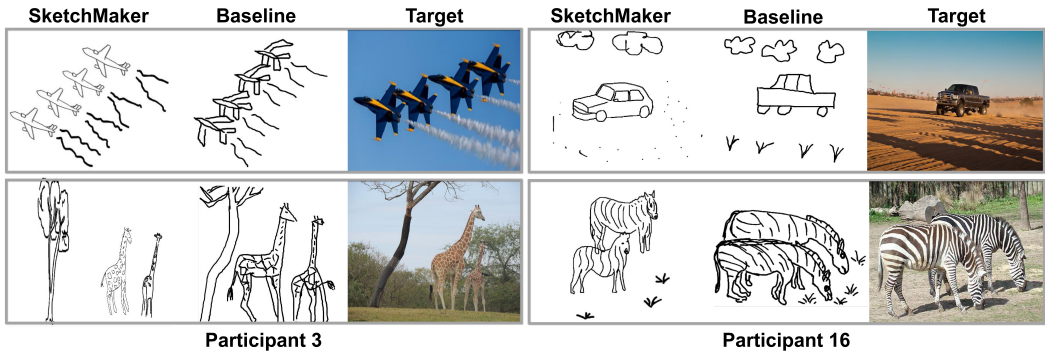 SketchMaker Baseline Target SketchMaker Baseline Target
Participant 3 Participant 16